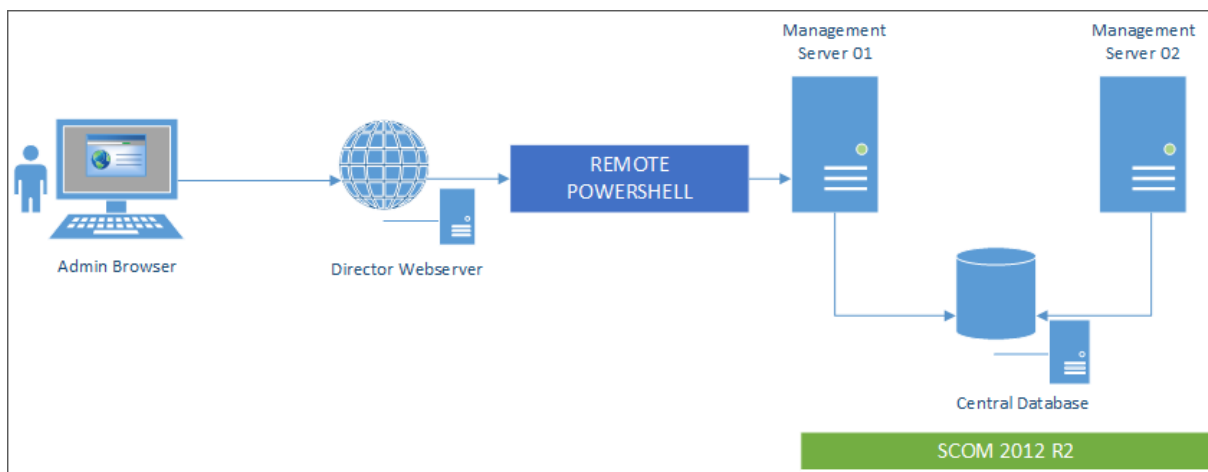 Management
Server 01
Management
Server 02
REMOTE
POWERSHELL
Admin Browser
Director Webserver
Central Database
SCOM 2012 R2